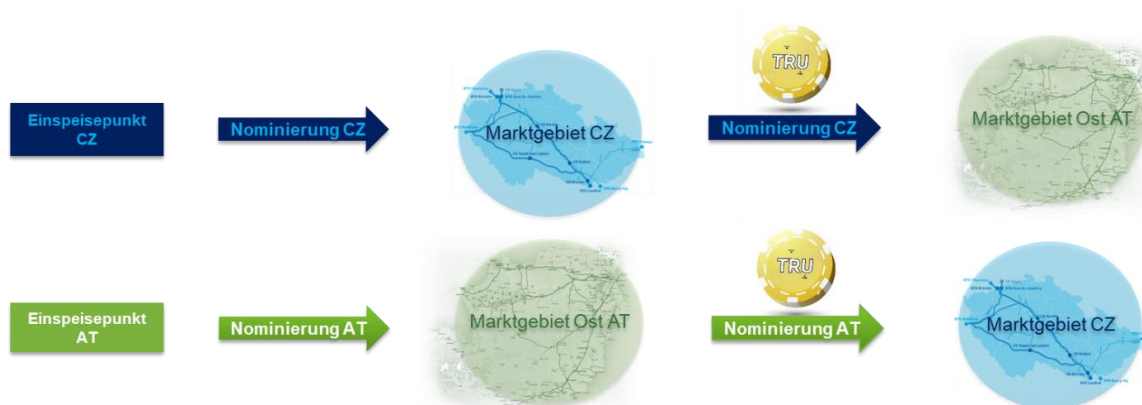 TRU
Einspeisepunkt
CZ
Nominierung CZ
Marktgebiet CZ
Nominierung CZ
Marktgebiet Ost AT
TRU
Einspeisepunkt
AT
Nominierung AT
Marktgebiet Ost AT
Nominierung AT
Marktgebiet CZ